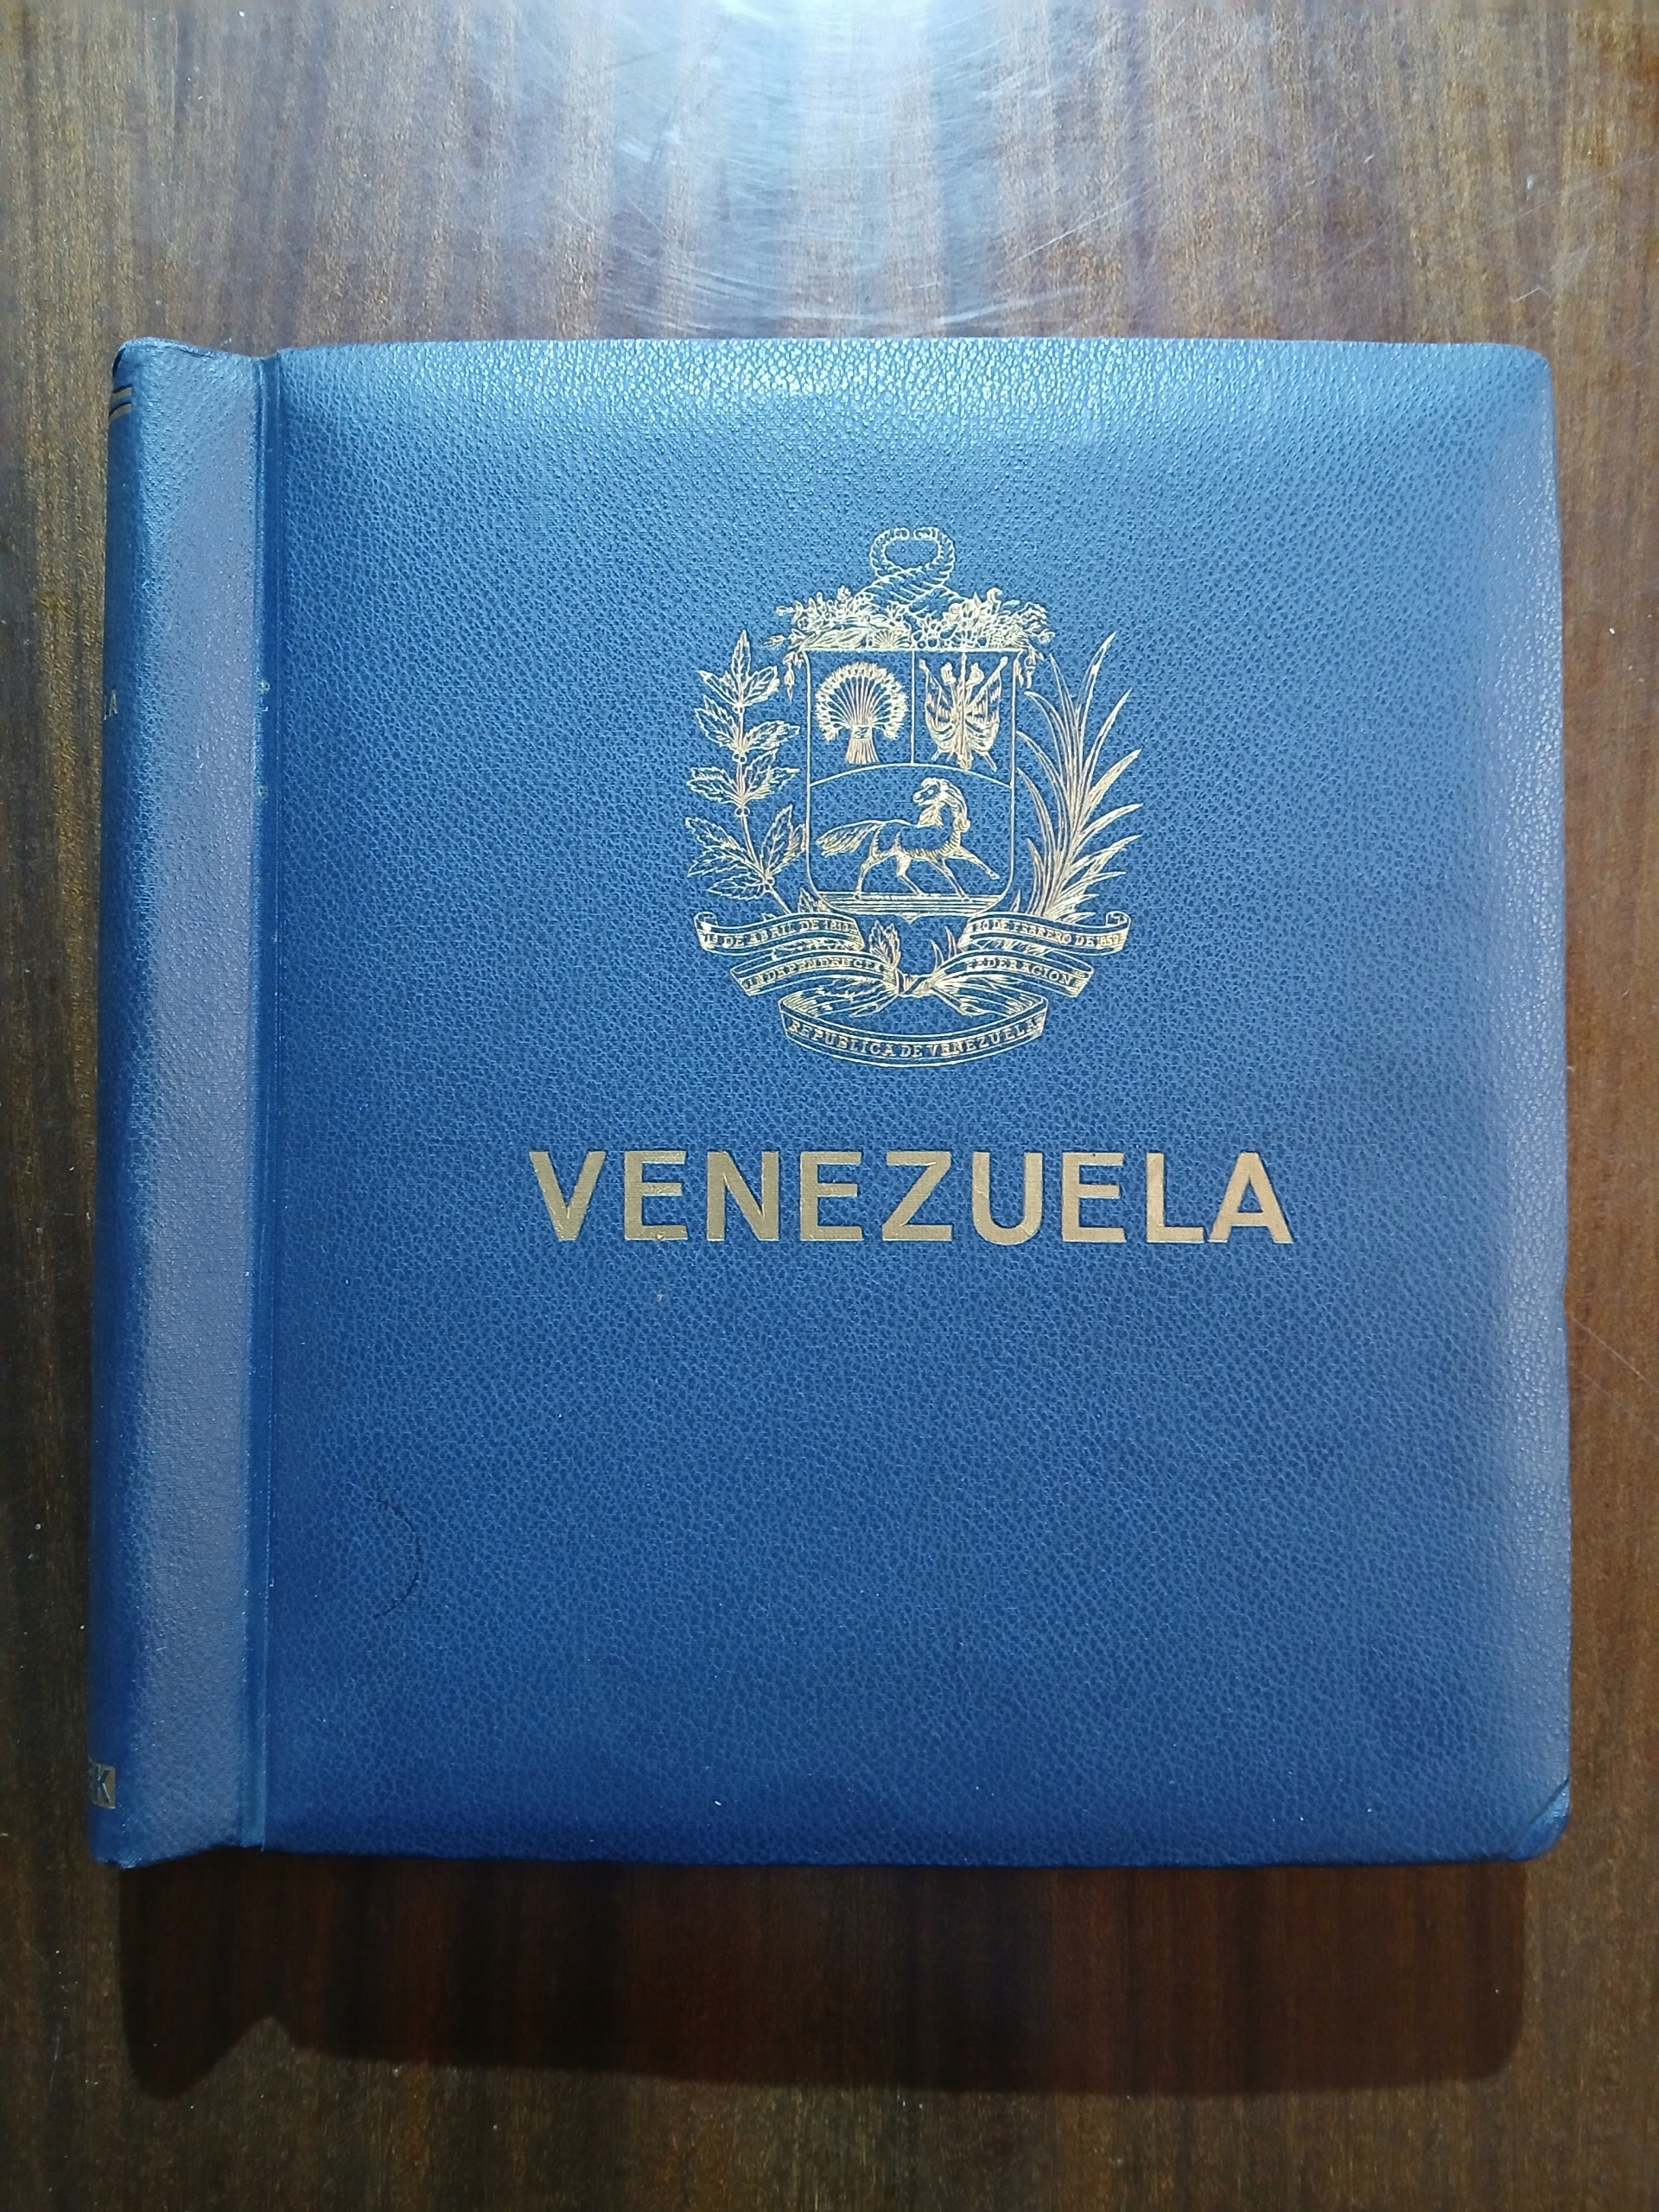 19 DE ABRIL DE 1810
20 DE FEBRERO DE 1859
INDEPENDENCIA
FEDERACION
REPUBLICA DE VENEZUELA
VENEZUELA